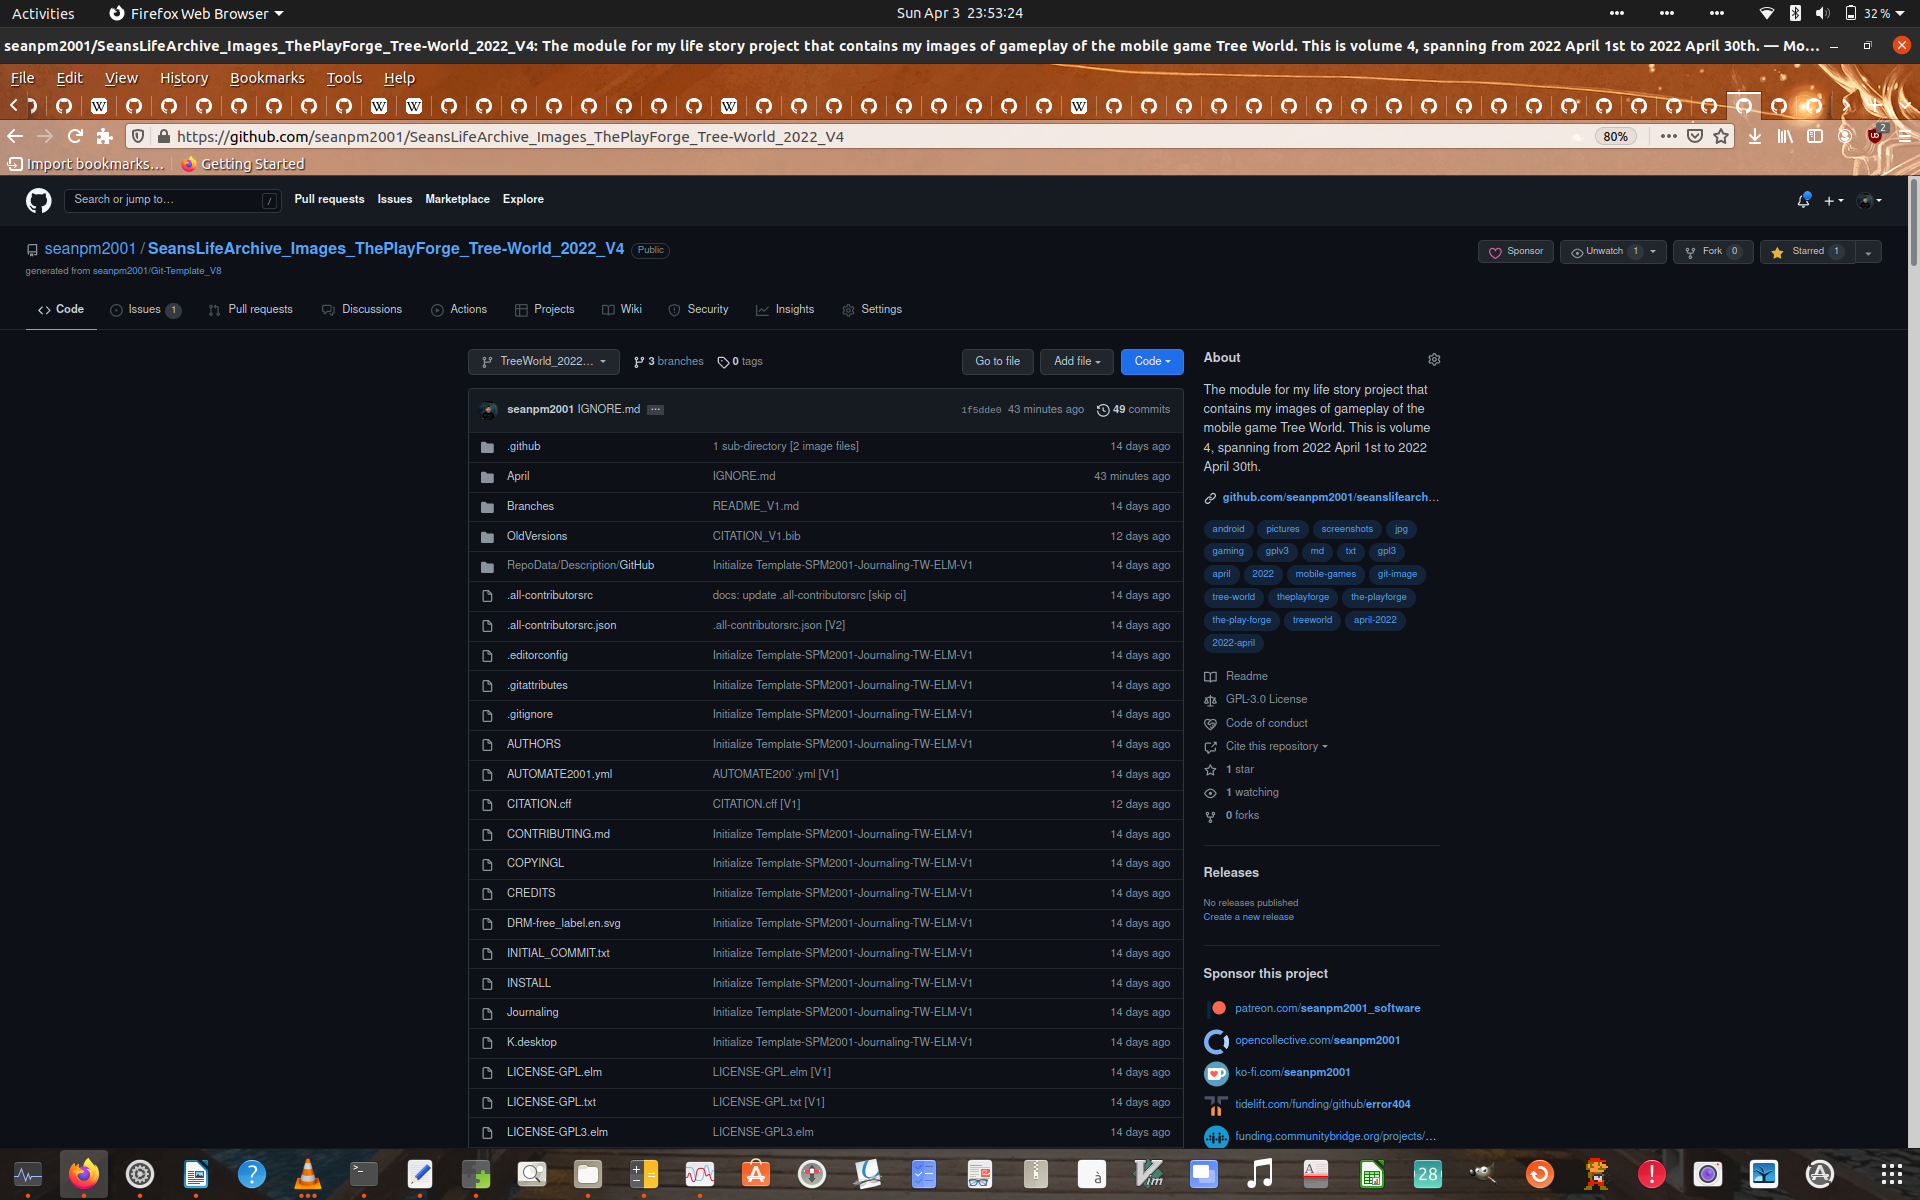 Activities
Firefox Web Browser
Sun Apr 3 23:53:24
32 %
seanpm2001/SeansLifeArchive_Images_ThePlayForge_Tree-World_2022_V4: The module for my life story project that contains my images of gameplay of the mobile game Tree World. This is volume 4, spanning from 2022 April 1st to 2022 April 30th. — Mo...
File Edit View History Bookmarks Tools Help
https://github.com/seanpm2001/SeansLifeArchive_Images_ThePlayForge_Tree-World_2022_V4
80%
2
Import bookmarks...
Getting Started
Search or jump to...
/
Pull requests
Issues
Marketplace
Explore
seanpm2001 / SeansLifeArchive_Images_ThePlayForge_Tree-World_2022_V4
Public
generated from seanpm2001/Git-Template_V8
Sponsor
Unwatch 1
Fork 0
Starred 1
Code
Issues 1
Pull requests
Discussions
Actions
Projects
Wiki
Security
Insights
Settings
TreeWorld_2022...
3 branches
0 tags
Go to file
Add file
Code
seanpm2001 IGNORE.md ...
1f5dde0 43 minutes ago
49 commits
.github 1 sub-directory [2 image files] 14 days ago
April IGNORE.md 43 minutes ago
Branches README_V1.md 14 days ago
OldVersions CITATION_V1.bib 12 days ago
RepoData/Description/GitHub Initialize Template-SPM2001-Journaling-TW-ELM-V1 14 days ago
.all-contributorsrc docs: update .all-contributorsrc [skip ci] 14 days ago
.all-contributorsrc.json .all-contributorsrc.json [V2] 14 days ago
.editorconfig Initialize Template-SPM2001-Journaling-TW-ELM-V1 14 days ago
.gitattributes Initialize Template-SPM2001-Journaling-TW-ELM-V1 14 days ago
.gitignore Initialize Template-SPM2001-Journaling-TW-ELM-V1 14 days ago
AUTHORS Initialize Template-SPM2001-Journaling-TW-ELM-V1 14 days ago
AUTOMATE2001.yml AUTOMATE200`.yml [V1] 14 days ago
CITATION.cff CITATION.cff [V1] 12 days ago
CONTRIBUTING.md Initialize Template-SPM2001-Journaling-TW-ELM-V1 14 days ago
COPYINGL Initialize Template-SPM2001-Journaling-TW-ELM-V1 14 days ago
CREDITS Initialize Template-SPM2001-Journaling-TW-ELM-V1 14 days ago
DRM-free_label.en.svg Initialize Template-SPM2001-Journaling-TW-ELM-V1 14 days ago
INITIAL_COMMIT.txt Initialize Template-SPM2001-Journaling-TW-ELM-V1 14 days ago
INSTALL Initialize Template-SPM2001-Journaling-TW-ELM-V1 14 days ago
Journaling Initialize Template-SPM2001-Journaling-TW-ELM-V1 14 days ago
K.desktop Initialize Template-SPM2001-Journaling-TW-ELM-V1 14 days ago
LICENSE-GPL.elm LICENSE-GPL.elm [V1] 14 days ago
LICENSE-GPL.txt LICENSE-GPL.txt [V1] 14 days ago
LICENSE-GPL3.elm LICENSE-GPL3.elm 14 days ago
About
The module for my life story project that
contains my images of gameplay of the
mobile game Tree World. This is volume
4, spanning from 2022 April 1st to 2022
April 30th.
github.com/seanpm2001/seanslifearch...
android pictures screenshots jpg
gaming gplv3 md txt gpl3
april 2022 mobile-games git-image
tree-world theplayforge the-playforge
the-play-forge treeworld april-2022
2022-april
Readme
GPL-3.0 License
Code of conduct
Cite this repository
1 star
1 watching
0 forks
Releases
No releases published
Create a new release
Sponsor this project
patreon.com/seanpm2001_software
opencollective.com/seanpm2001
ko-fi.com/seanpm2001
tidelift.com/funding/github/error404
funding.communitybridge.org/projects/...
28